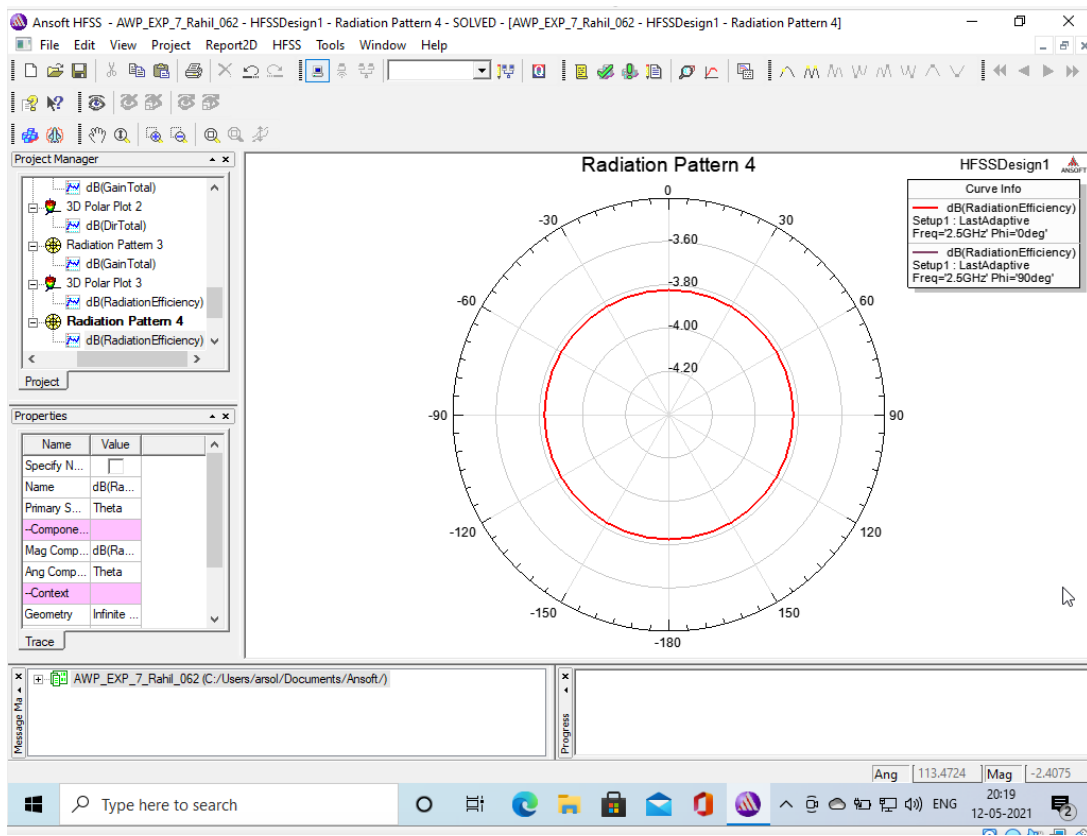 Ansoft HFSS - AWP_EXP_7_Rahil_062 - HFSSDesign1 - Radiation Pattern 4 - SOLVED - [AWP_EXP_7_Rahil_062 - HFSSDesign1 - Radiation Pattern 4]
File Edit View Project Report2D HFSS Tools Window Help
Project Manager
dB(GainTotal)
3D Polar Plot 2
dB(DirTotal)
Radiation Pattern 3
dB(GainTotal)
3D Polar Plot 3
dB(RadiationEfficiency)
Radiation Pattern 4
dB(RadiationEfficiency)
Project
Properties
Name Value
Specify N...
Name dB(Ra...
Primary S... Theta
--Compone...
Mag Comp... dB(Ra...
Ang Comp... Theta
--Context
Geometry Infinite ...
Trace
Radiation Pattern 4
HFSSDesign1
ANSOFT
Curve Info
dB(RadiationEfficiency)
Setup1 : LastAdaptive
Freq='2.5GHz' Phi='0deg'
dB(RadiationEfficiency)
Setup1 : LastAdaptive
Freq='2.5GHz' Phi='90deg'
0
-30 30
-3.60
-3.80
-60 60
-4.00
-4.20
-90 90
-120 120
-150 150
-180
Message Ma
AWP_EXP_7_Rahil_062 (C:/Users/arsol/Documents/Ansoft/)
Progress
Ang 113.4724 Mag -2.4075
Type here to search
ENG
20:19
12-05-2021
2